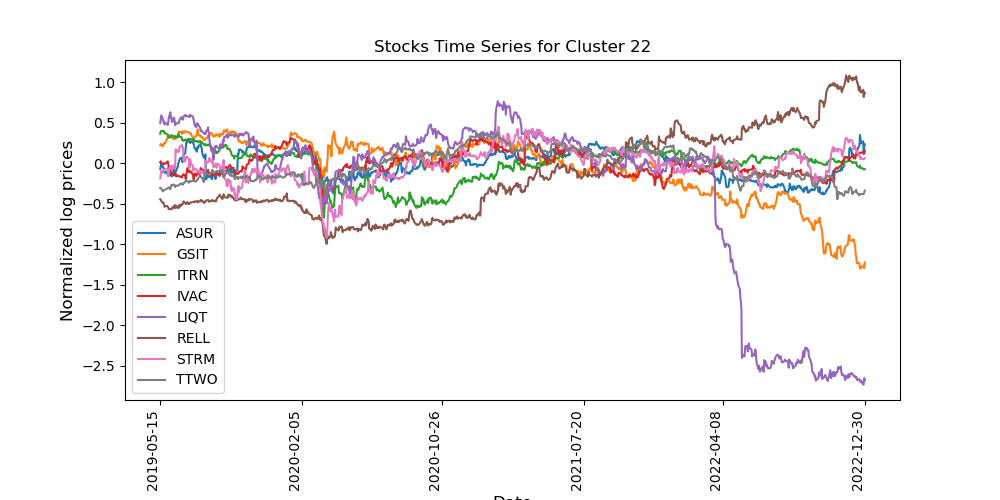 Stocks Time Series for Cluster 22
Normalized log prices
1.0
0.5
0.0
−0.5
−1.0
−1.5
−2.0
−2.5
ASUR
GSIT
ITRN
IVAC
LIQT
RELL
STRM
TTWO
2019-05-15
2020-02-05
2020-10-26
2021-07-20
2022-04-08
2022-12-30
Date